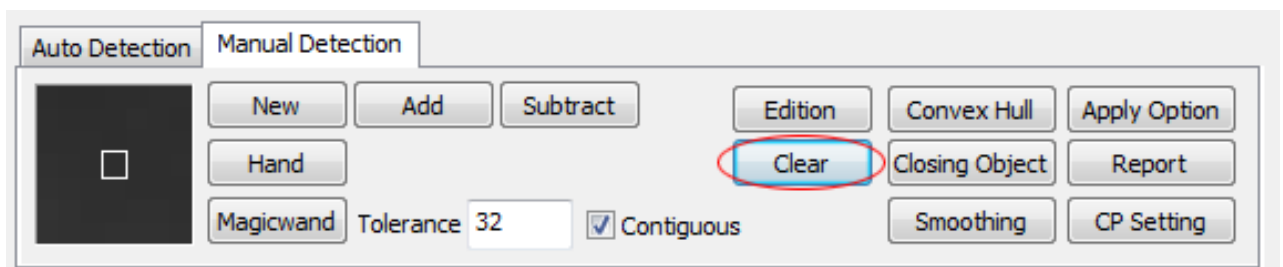 Auto Detection Manual Detection
New Add Subtract Edition Convex Hull Apply Option
Hand Clear Closing Object Report
Magicwand Tolerance 32 Contiguous Smoothing CP Setting